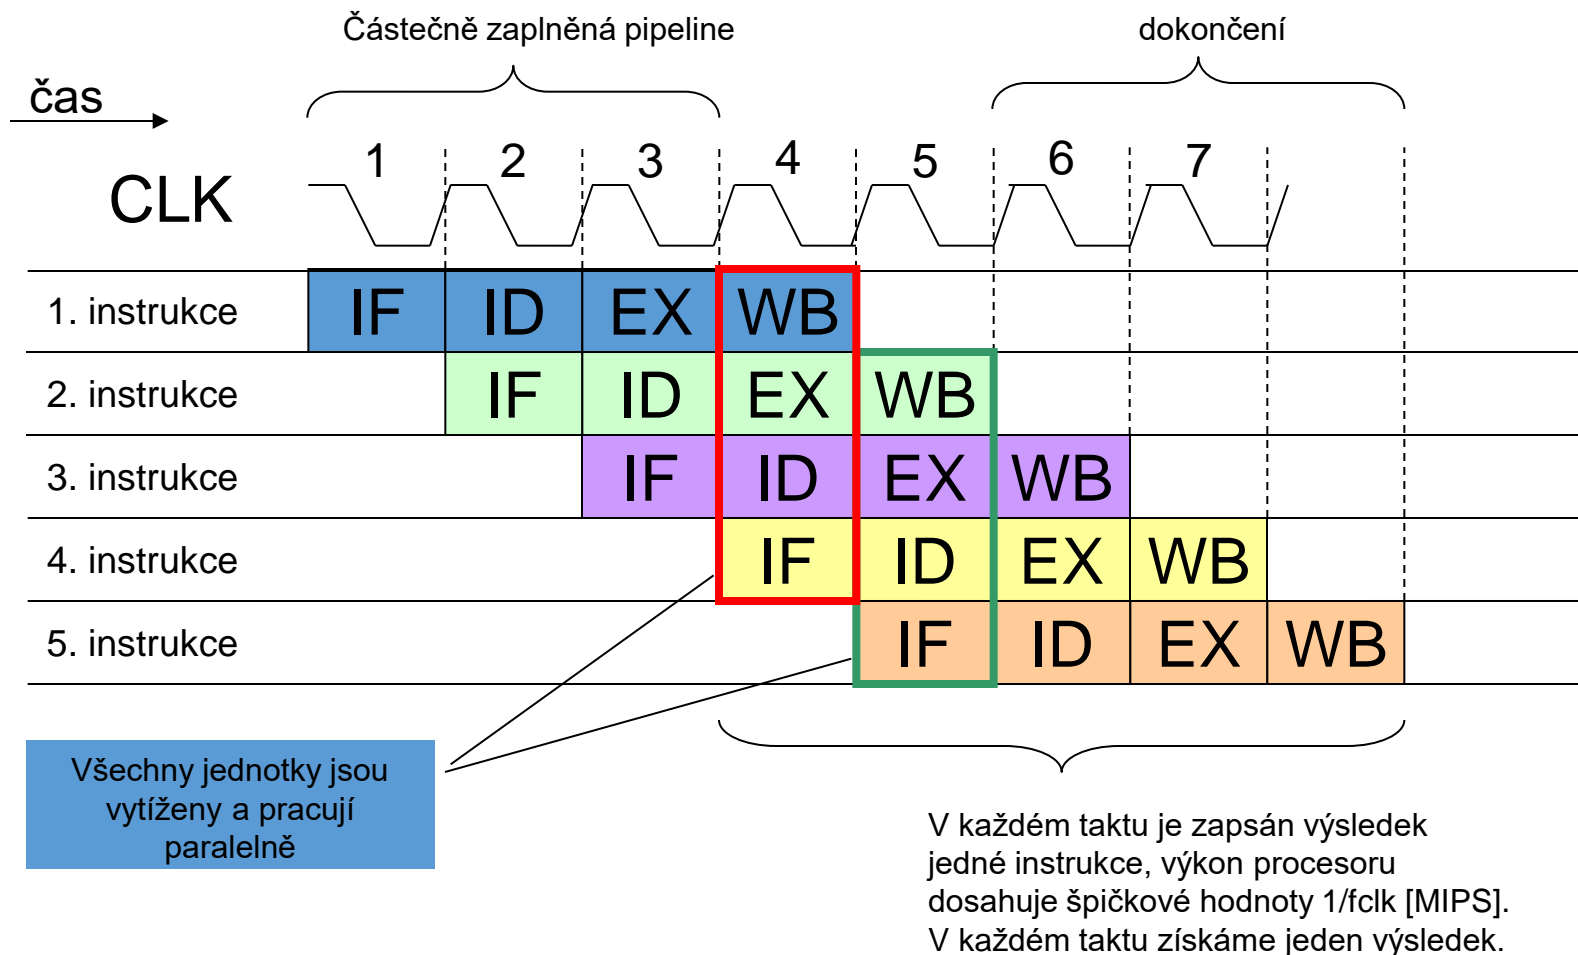 Částečně zaplněná pipeline
dokončení
čas
1 2 3 4 5 6 7
CLK
1. instrukce IF ID EX WB
2. instrukce IF ID EX WB
3. instrukce IF ID EX WB
4. instrukce IF ID EX WB
5. instrukce IF ID EX WB
Všechny jednotky jsou
vytíženy a pracují
paralelně
V každém taktu je zapsán výsledek
jedné instrukce, výkon procesoru
dosahuje špičkové hodnoty 1/fclk [MIPS].
V každém taktu získáme jeden výsledek.